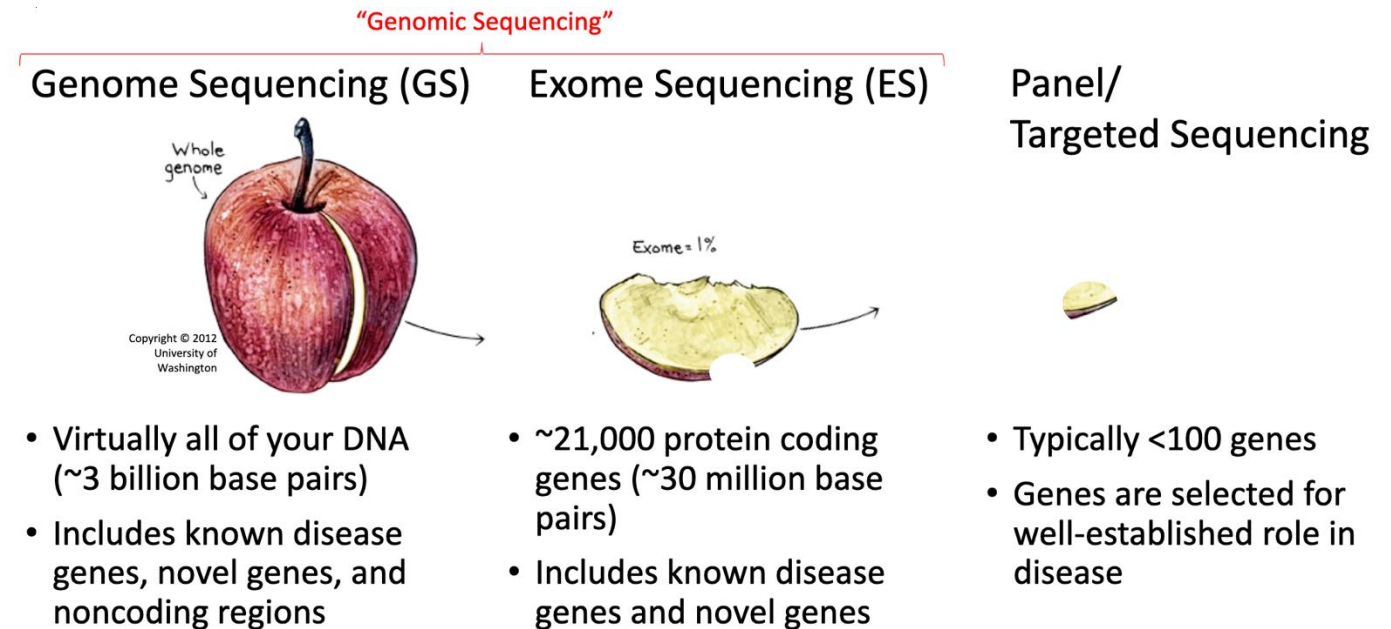 “Genomic Sequencing”
Genome Sequencing (GS)
Exome Sequencing (ES)
Panel/
Targeted Sequencing
Whole
genome
Copyright © 2012
University of
Washington
Exome = 1%
• Virtually all of your DNA
(~3 billion base pairs)
• Includes known disease
genes, novel genes, and
noncoding regions
• ~21,000 protein coding
genes (~30 million base
pairs)
• Includes known disease
genes and novel genes
• Typically <100 genes
• Genes are selected for
well-established role in
disease